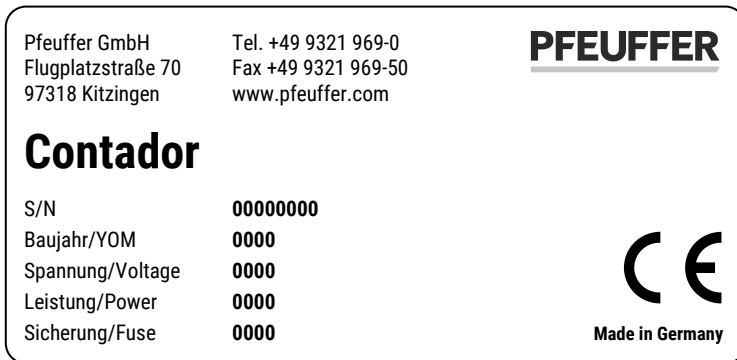 Pfeuffer GmbH
Flugplatzstraße 70
97318 Kitzingen
Tel. +49 9321 969-0
Fax +49 9321 969-50
www.pfeuffer.com
PFEUFFER
Contador
S/N 00000000
Baujahr/YOM 0000
Spannung/Voltage 0000
Leistung/Power 0000
Sicherung/Fuse 0000
CE
Made in Germany